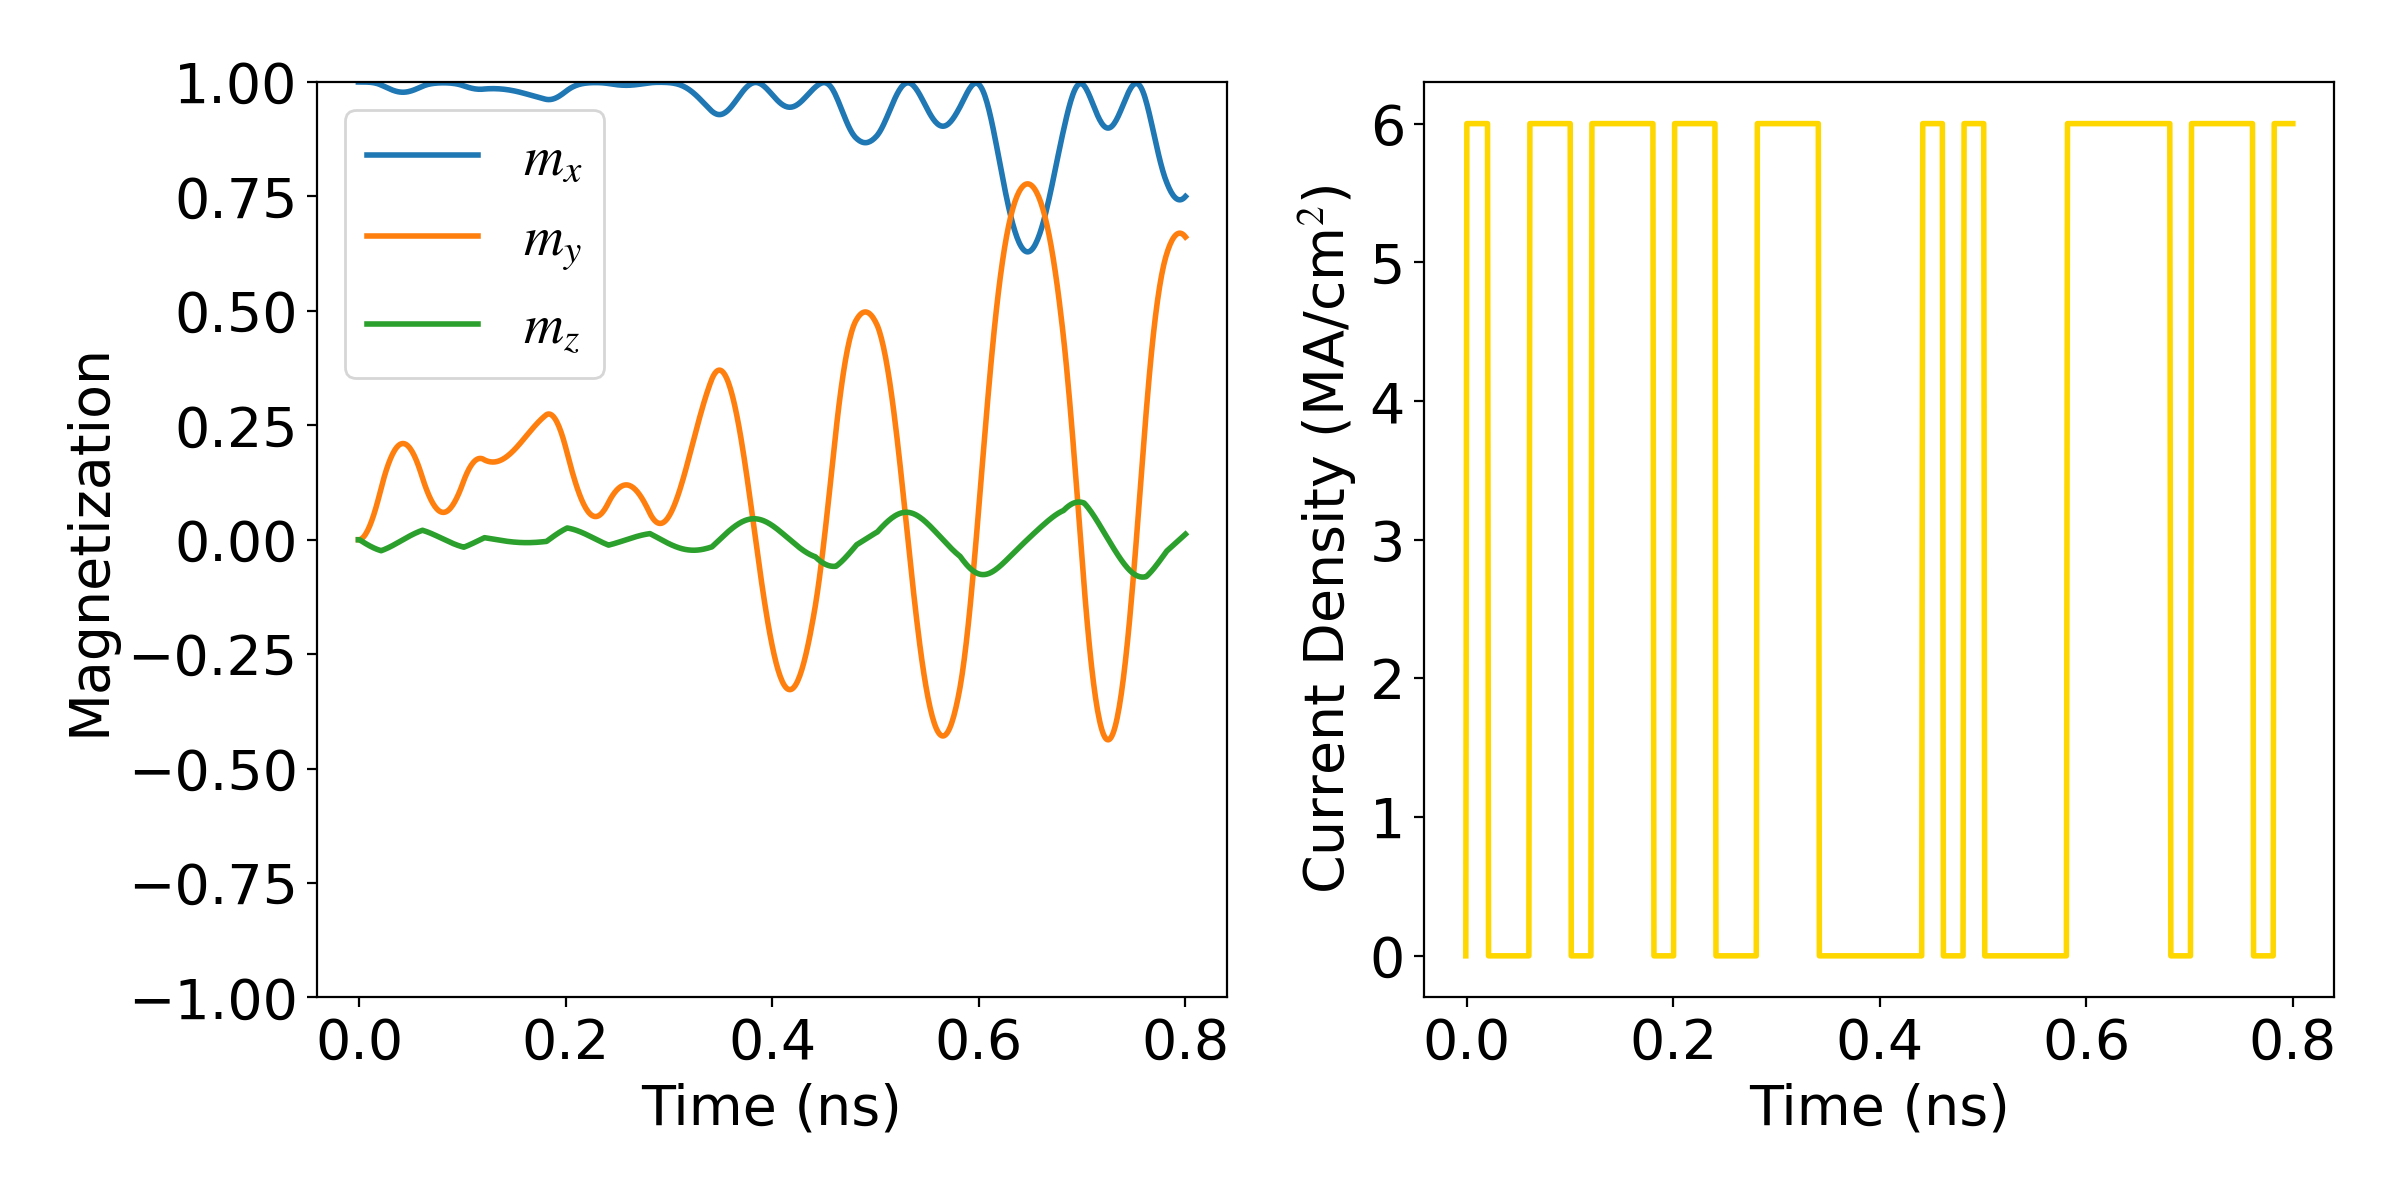 1.00
0.75
0.50
0.25
0.00
−0.25
−0.50
−0.75
−1.00
Magnetization
m_x
m_y
m_z
0.0 0.2 0.4 0.6 0.8
Time (ns)
6
5
4
3
2
1
0
Current Density (MA/cm²)
0.0 0.2 0.4 0.6 0.8
Time (ns)